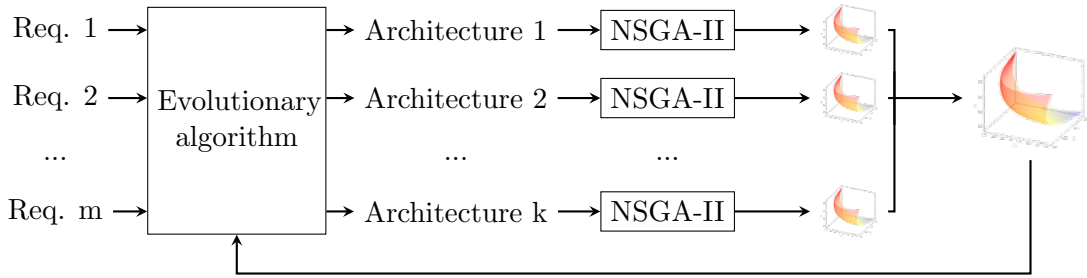 Req. 1
Architecture 1
NSGA-II
Req. 2
Evolutionary
algorithm
Architecture 2
NSGA-II
...
...
...
Req. m
Architecture k
NSGA-II